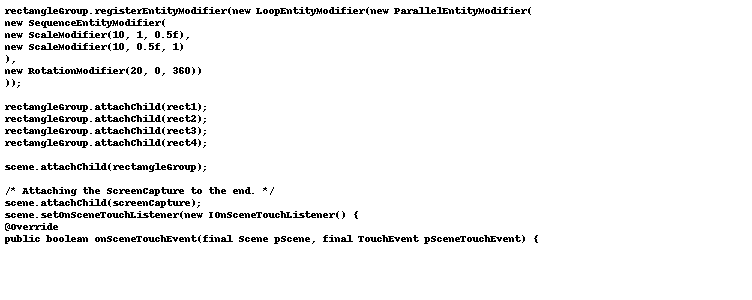 rectangleGroup.registerEntityModifier(new LoopEntityModifier(new ParallelEntityModifier(
new SequenceEntityModifier(
new ScaleModifier(10, 1, 0.5f),
new ScaleModifier(10, 0.5f, 1)
),
new RotationModifier(20, 0, 360))
));
rectangleGroup.attachChild(rect1);
rectangleGroup.attachChild(rect2);
rectangleGroup.attachChild(rect3);
rectangleGroup.attachChild(rect4);
scene.attachChild(rectangleGroup);
/* Attaching the ScreenCapture to the end. */
scene.attachChild(screenCapture);
scene.setOnSceneTouchListener(new IOnSceneTouchListener() {
@Override
public boolean onSceneTouchEvent(final Scene pScene, final TouchEvent pSceneTouchEvent) {